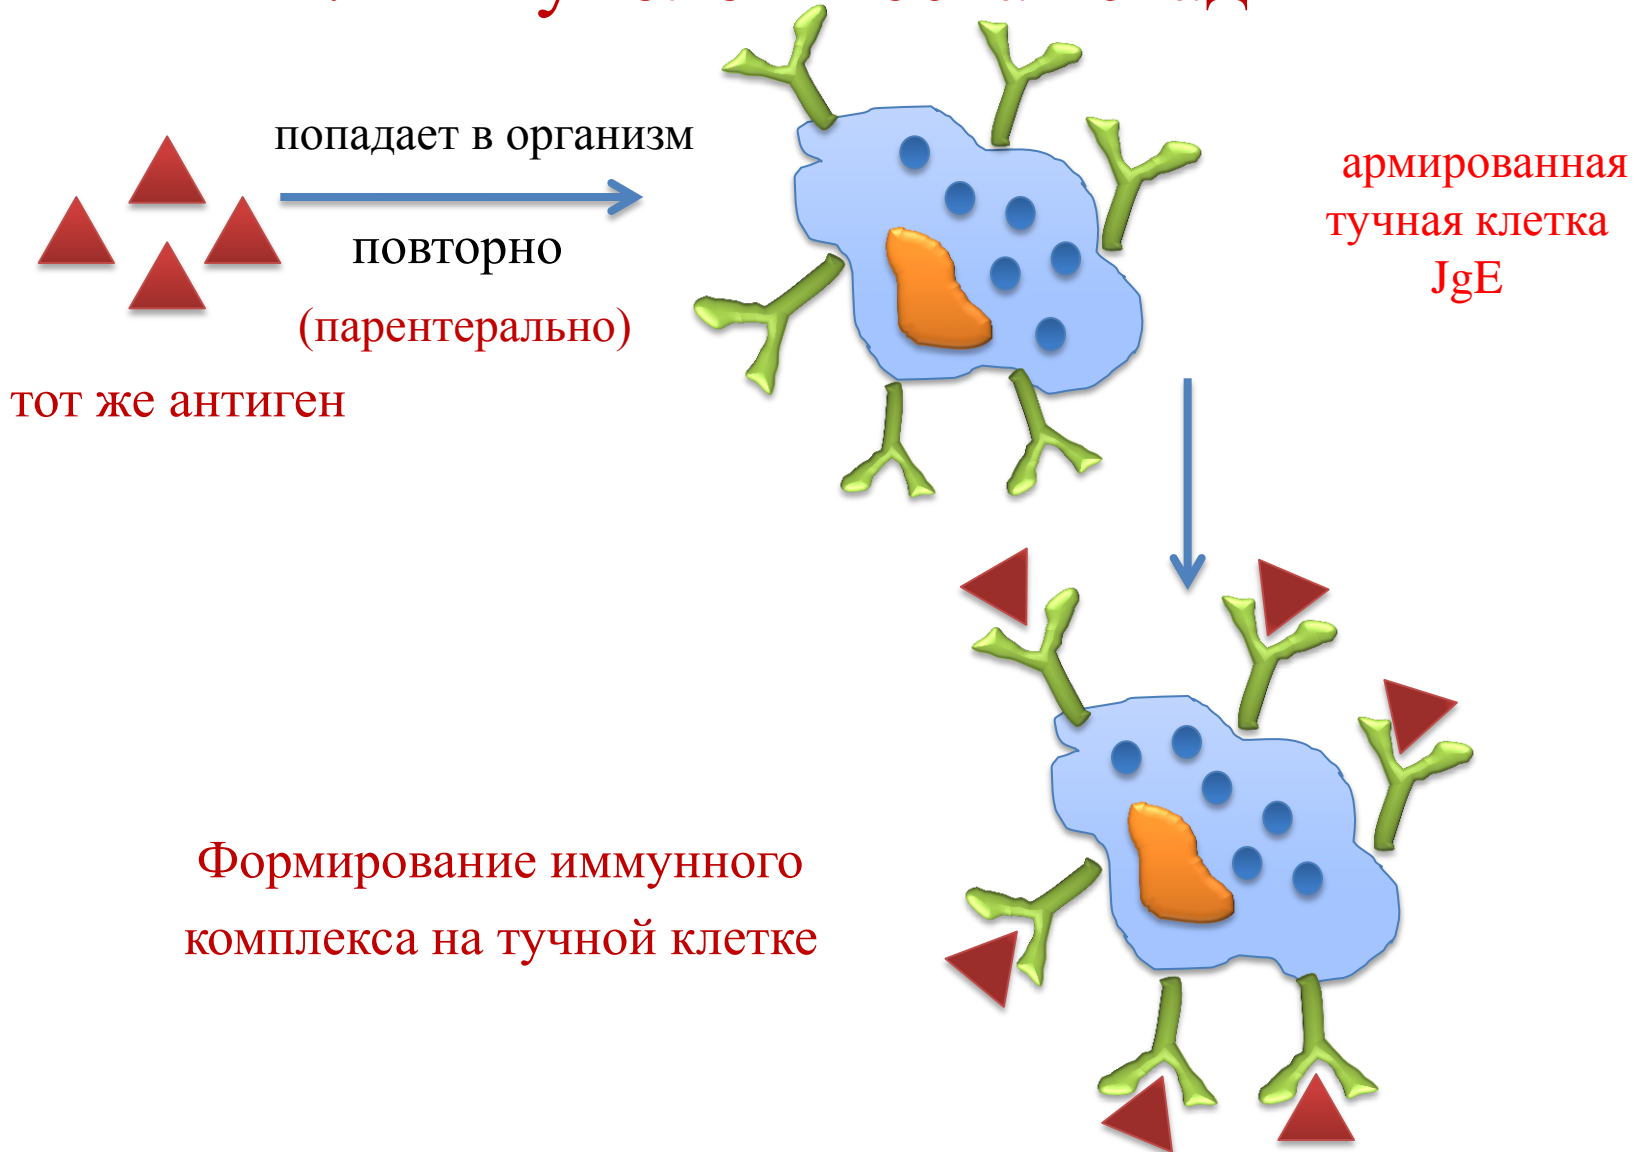 попадает в организм
повторно
(парентерально)
тот же антиген
армированная
тучная клетка
JgE
Формирование иммунного
комплекса на тучной клетке